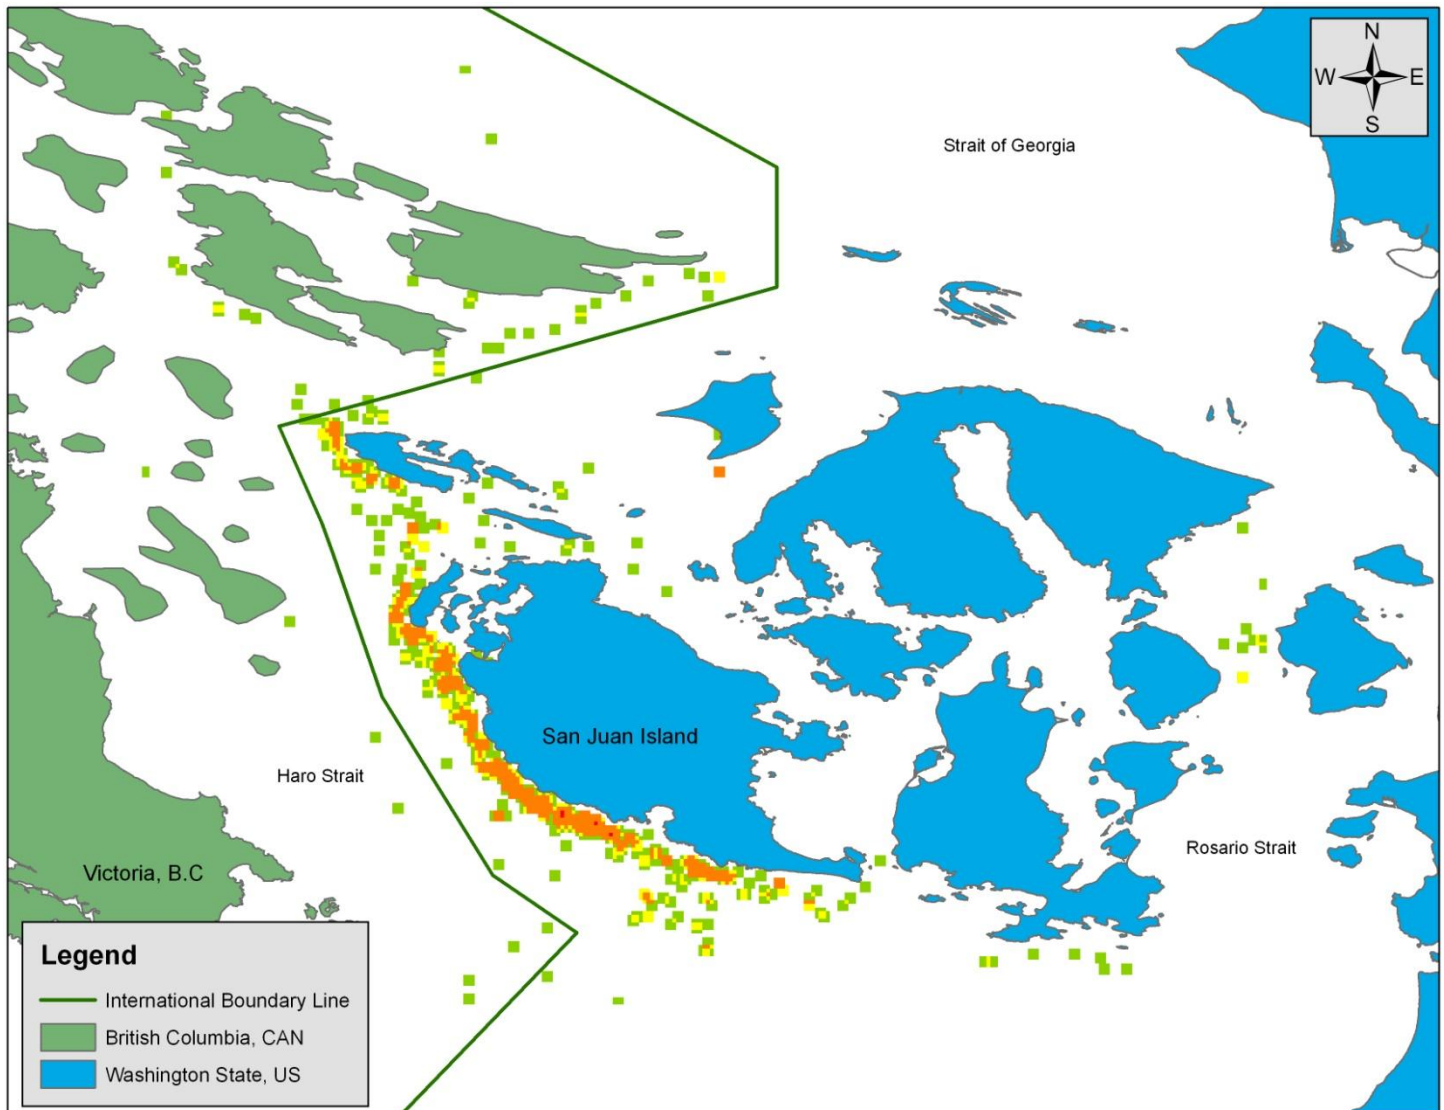 N
W E
S
Strait of Georgia
San Juan Island
Haro Strait
Rosario Strait
Victoria, B.C
Legend
International Boundary Line
British Columbia, CAN
Washington State, US